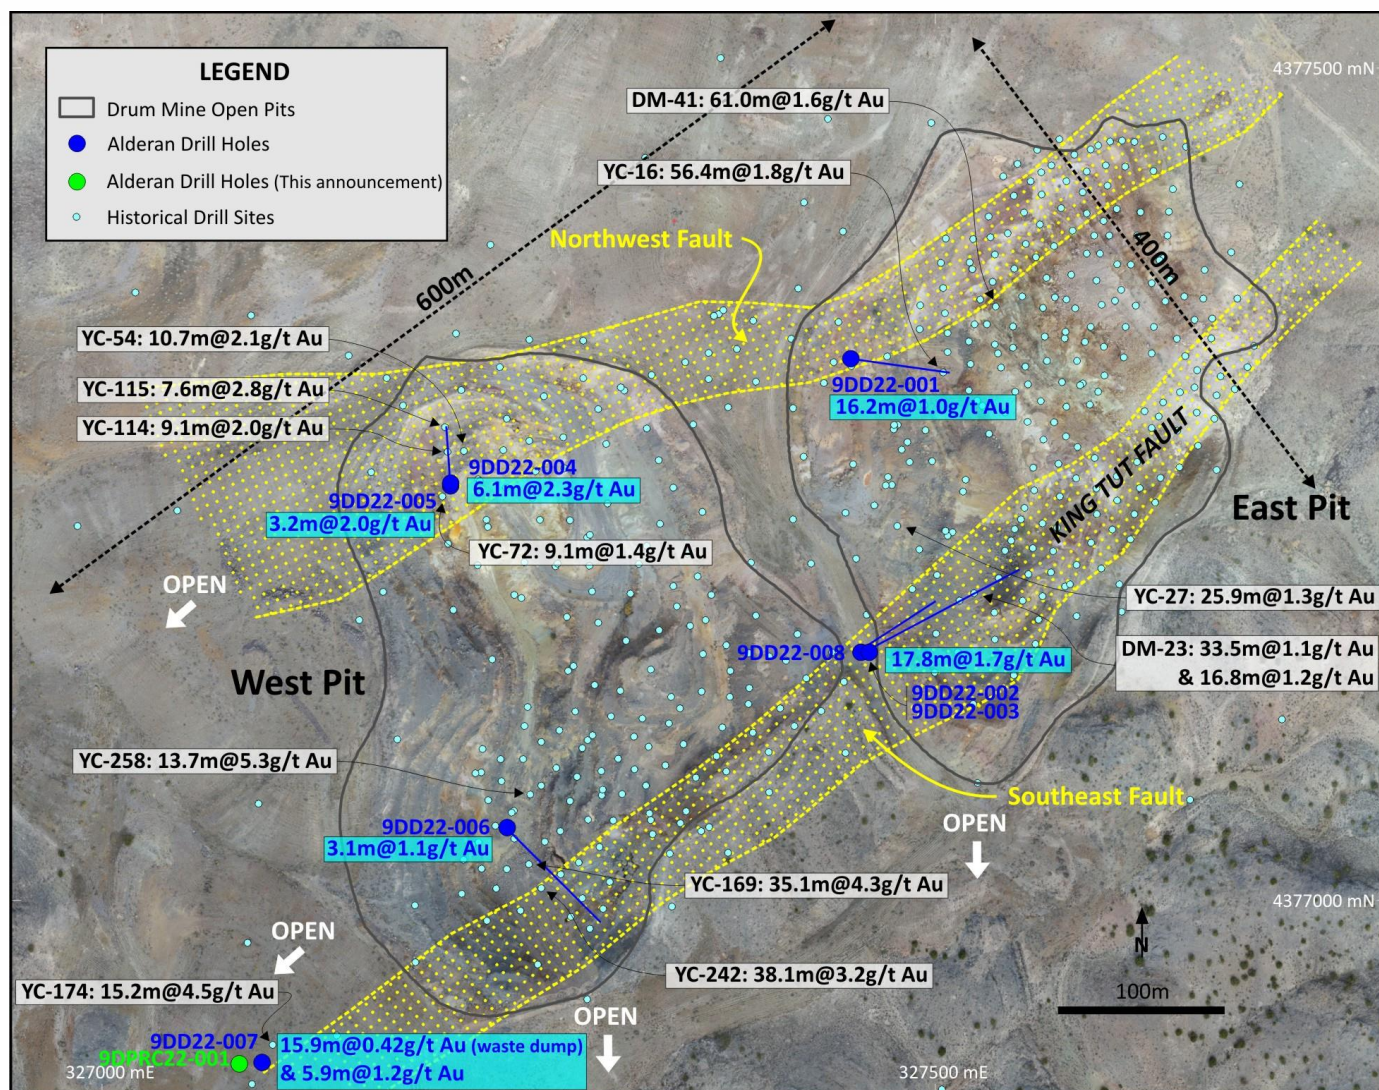 LEGEND
Drum Mine Open Pits
Alderan Drill Holes
Alderan Drill Holes (This announcement)
Historical Drill Sites
4377500 mN
DM-41: 61.0m@1.6g/t Au
YC-16: 56.4m@1.8g/t Au
Northwest Fault
400m
600m
YC-54: 10.7m@2.1g/t Au
YC-115: 7.6m@2.8g/t Au
YC-114: 9.1m@2.0g/t Au
9DD22-001
16.2m@1.0g/t Au
9DD22-004
6.1m@2.3g/t Au
9DD22-005
3.2m@2.0g/t Au
YC-72: 9.1m@1.4g/t Au
KING TUT FAULT
East Pit
OPEN
YC-27: 25.9m@1.3g/t Au
DM-23: 33.5m@1.1g/t Au
& 16.8m@1.2g/t Au
9DD22-008
17.8m@1.7g/t Au
9DD22-002
9DD22-003
West Pit
YC-258: 13.7m@5.3g/t Au
Southeast Fault
OPEN
9DD22-006
3.1m@1.1g/t Au
YC-169: 35.1m@4.3g/t Au
4377000 mN
OPEN
N
YC-242: 38.1m@3.2g/t Au
YC-174: 15.2m@4.5g/t Au
100m
OPEN
9DD22-007
9DPRC22-001
15.9m@0.42g/t Au (waste dump)
& 5.9m@1.2g/t Au
327000 mE
327500 mE